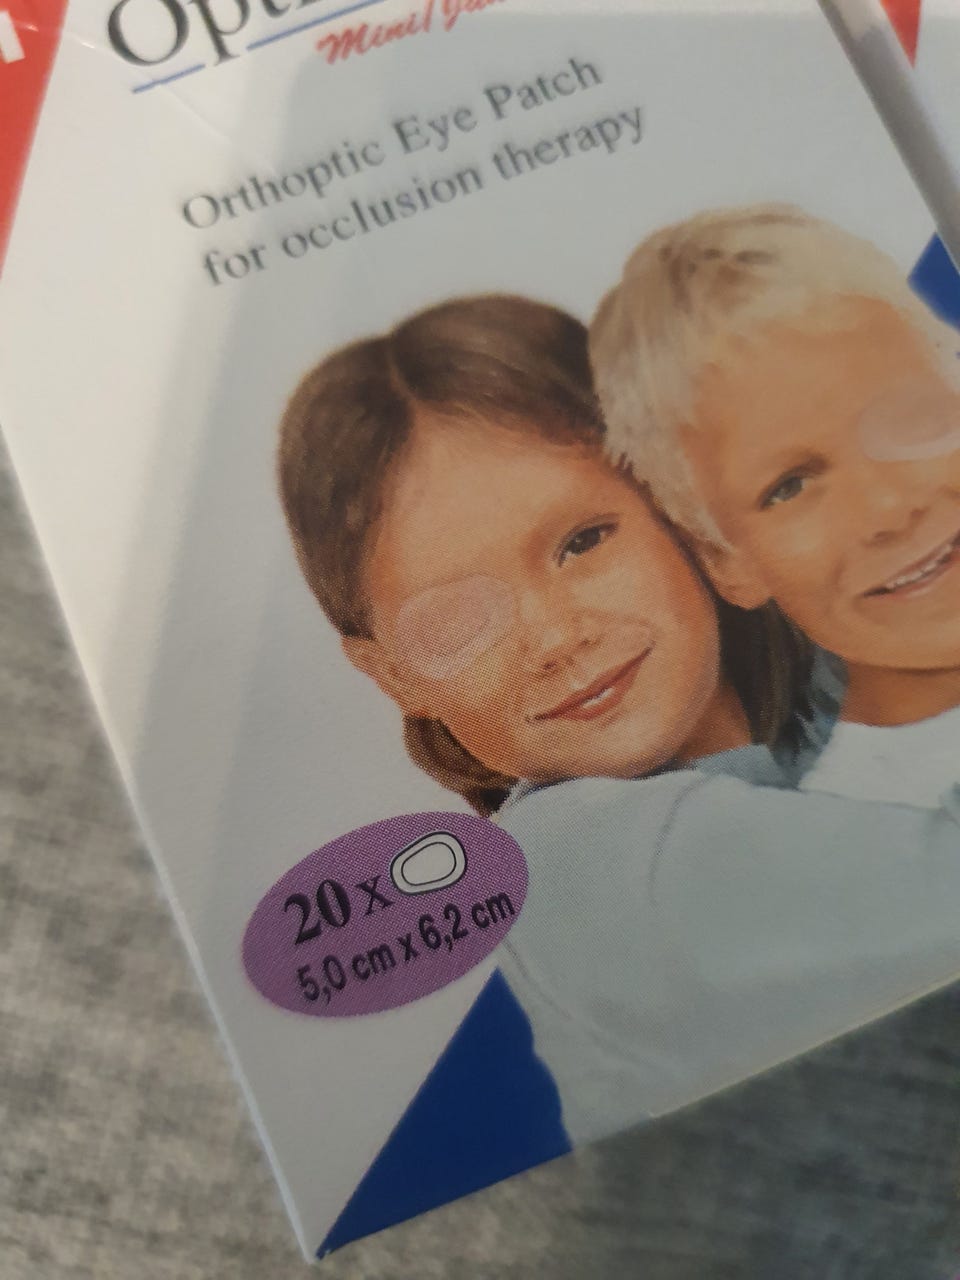 Orthoptic Eye Patch
for occlusion therapy
20 x
5,0 cm x 6,2 cm